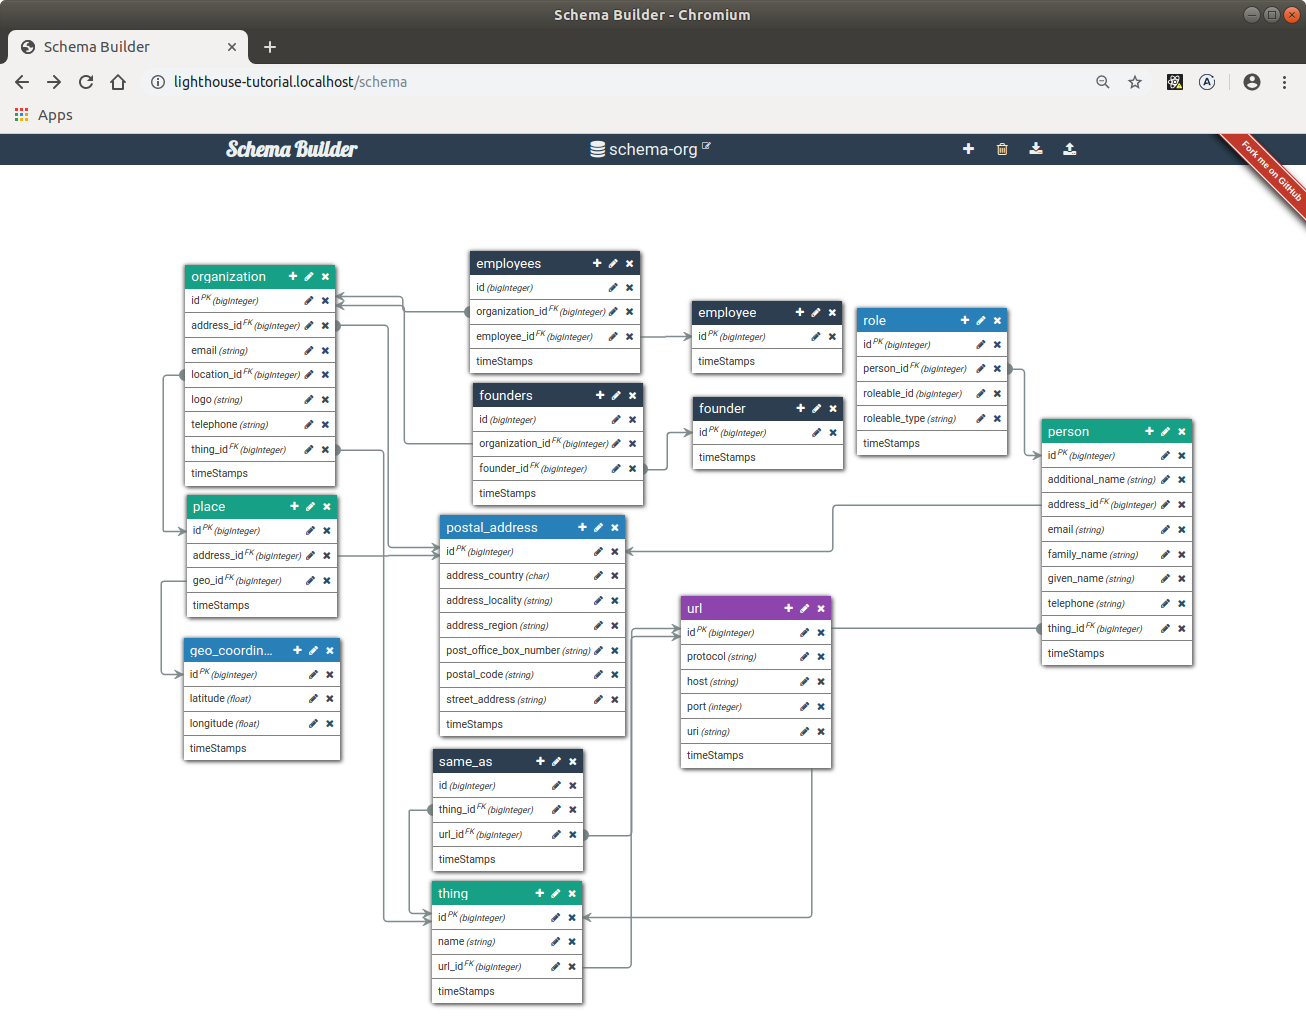 Schema Builder - Chromium
Schema Builder
lighthouse-tutorial.localhost/schema
Apps
Schema Builder
schema-org
Fork me on GitHub
organization
id PK (bigInteger)
address_id FK (bigInteger)
email (string)
location_id FK (bigInteger)
logo (string)
telephone (string)
thing_id FK (bigInteger)
timeStamps
place
id PK (bigInteger)
address_id FK (bigInteger)
geo_id FK (bigInteger)
timeStamps
geo_coordin...
id PK (bigInteger)
latitude (float)
longitude (float)
timeStamps
employees
id (bigInteger)
organization_id FK (bigInteger)
employee_id FK (bigInteger)
timeStamps
founders
id (bigInteger)
organization_id FK (bigInteger)
founder_id FK (bigInteger)
timeStamps
postal_address
id PK (bigInteger)
address_country (char)
address_locality (string)
address_region (string)
post_office_box_number (string)
postal_code (string)
street_address (string)
timeStamps
same_as
id (bigInteger)
thing_id FK (bigInteger)
url_id FK (bigInteger)
timeStamps
thing
id PK (bigInteger)
name (string)
url_id FK (bigInteger)
timeStamps
employee
id PK (bigInteger)
timeStamps
founder
id PK (bigInteger)
timeStamps
url
id PK (bigInteger)
protocol (string)
host (string)
port (integer)
uri (string)
timeStamps
role
id PK (bigInteger)
person_id FK (bigInteger)
roleable_id (bigInteger)
roleable_type (string)
timeStamps
person
id PK (bigInteger)
additional_name (string)
address_id FK (bigInteger)
email (string)
family_name (string)
given_name (string)
telephone (string)
thing_id FK (bigInteger)
timeStamps